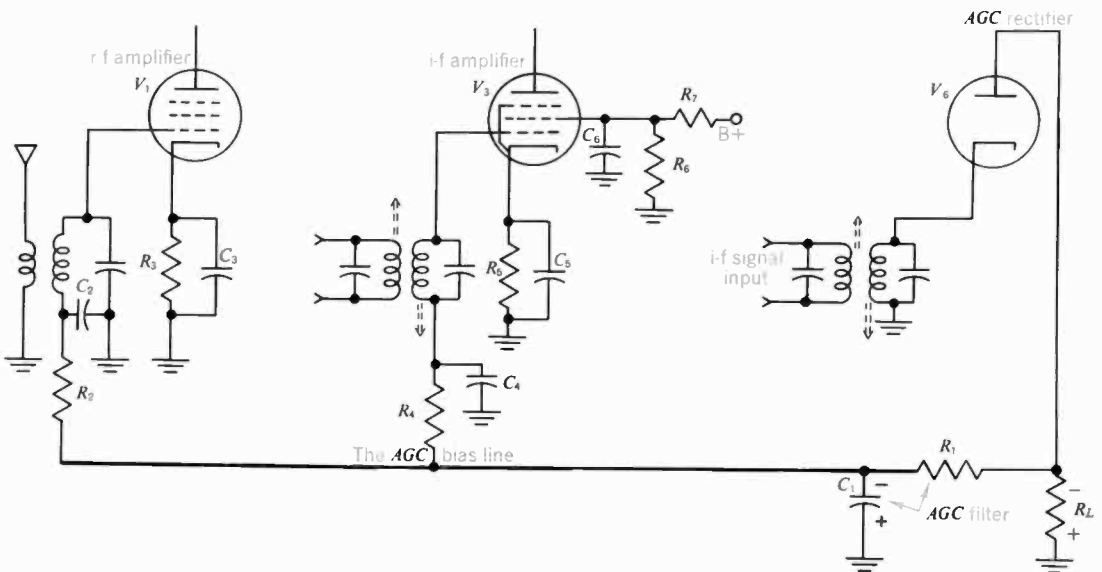 AGC rectifier
r f amplifier
i-f amplifier
V1
V3
V6
R7
B+
C6
R6
R3
C3
C2
R5
C5
i-f signal
input
R2
C4
R4
The AGC bias line
R1
C1
−
+
AGC filter
−
RL
+